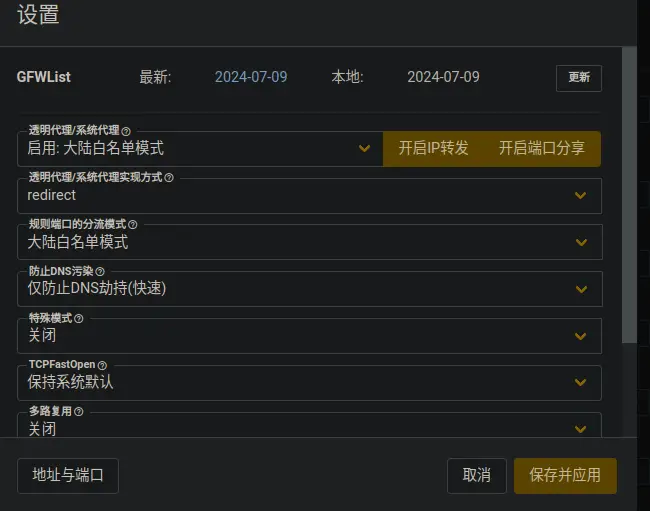 设置
GFWList 最新: 2024-07-09 本地: 2024-07-09 更新
透明代理/系统代理
启用: 大陆白名单模式 开启IP转发 开启端口分享
透明代理/系统代理实现方式
redirect
规则端口的分流模式
大陆白名单模式
防止DNS污染
仅防止DNS劫持(快速)
特殊模式
关闭
TCPFastOpen
保持系统默认
多路复用
关闭
地址与端口 取消 保存并应用